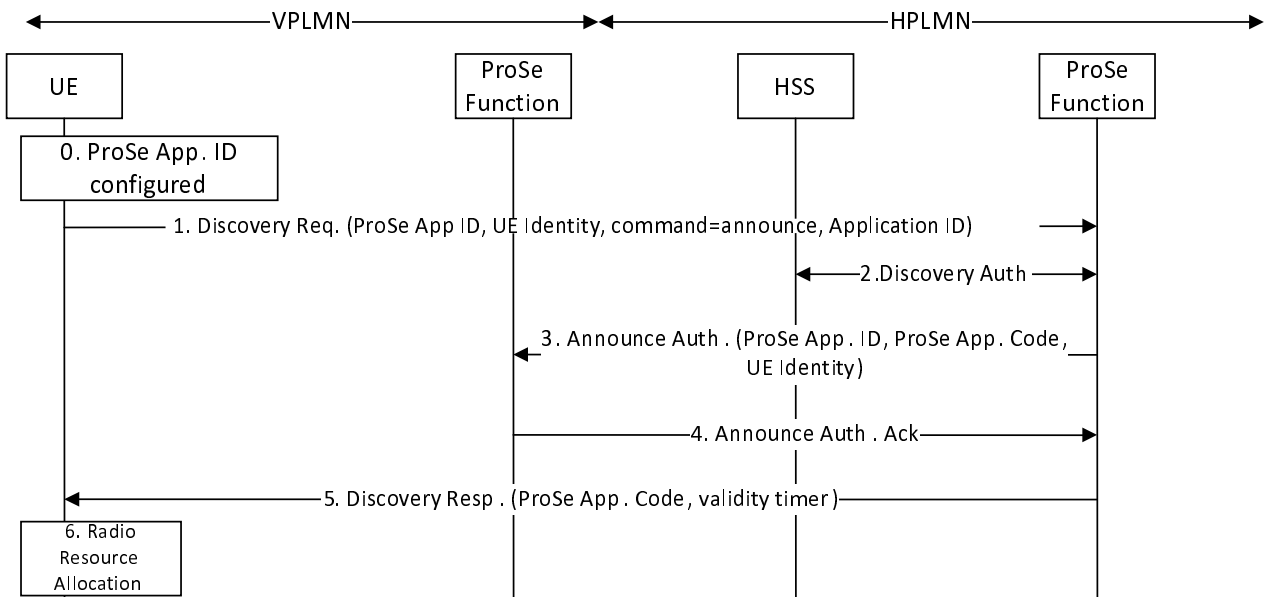 VPLMN
HPLMN
UE
ProSe
Function
HSS
ProSe
Function
0. ProSe App. ID
configured
1. Discovery Req. (ProSe App ID, UE Identity, command=announce, Application ID)
2.Discovery Auth
3. Announce Auth . (ProSe App . ID, ProSe App . Code,
UE Identity)
4. Announce Auth . Ack
5. Discovery Resp . (ProSe App . Code, validity timer)
6. Radio
Resource
Allocation